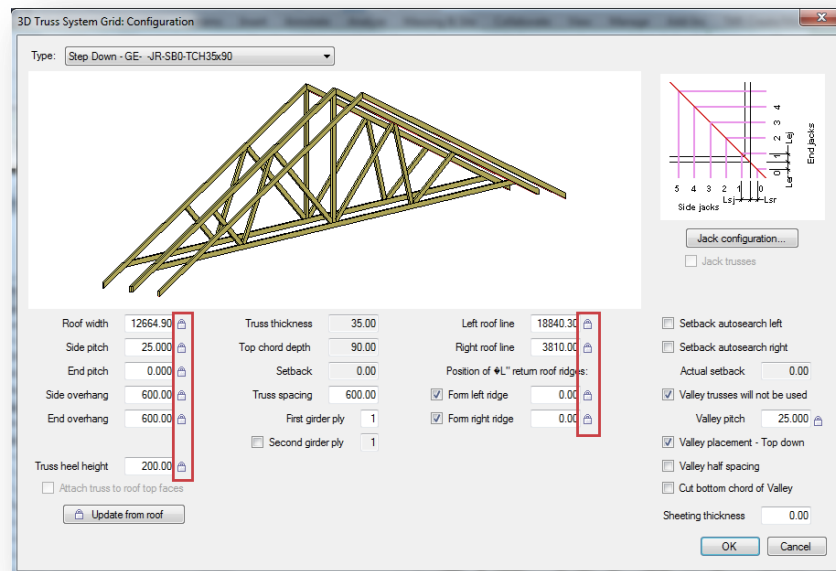 3D Truss System Grid: Configuration
Type: Step Down - GE- -JR-SB0-TCH35x90
4
3
2
1
0
Lej
Ler
End jacks
5 4 3 2 1 0
Side jacks Lsj Lsr
Jack configuration...
Jack trusses
Roof width 12664.90
Side pitch 25.000
End pitch 0.000
Side overhang 600.00
End overhang 600.00
Truss heel height 200.00
Attach truss to roof top faces
Update from roof
Truss thickness 35.00
Top chord depth 90.00
Setback 0.00
Truss spacing 600.00
First girder ply 1
Second girder ply 1
Left roof line 18840.30
Right roof line 3810.00
Position of �L" return roof ridges:
Form left ridge 0.00
Form right ridge 0.00
Setback autosearch left
Setback autosearch right
Actual setback 0.00
Valley trusses will not be used
Valley pitch 25.000
Valley placement - Top down
Valley half spacing
Cut bottom chord of Valley
Sheeting thickness 0.00
OK Cancel